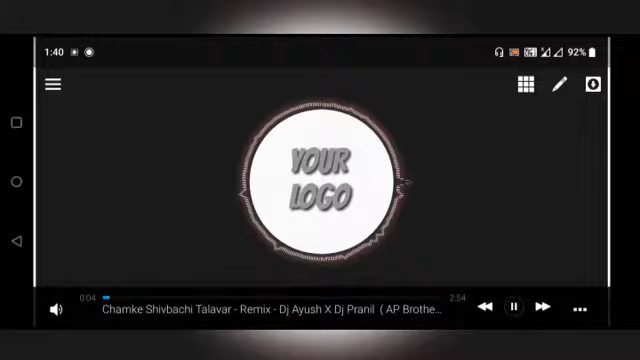 1:40
92%
YOUR
LOGO
0:04
2:54
Chamke Shivbachi Talavar - Remix - Dj Ayush X Dj Pranil ( AP Brothe...